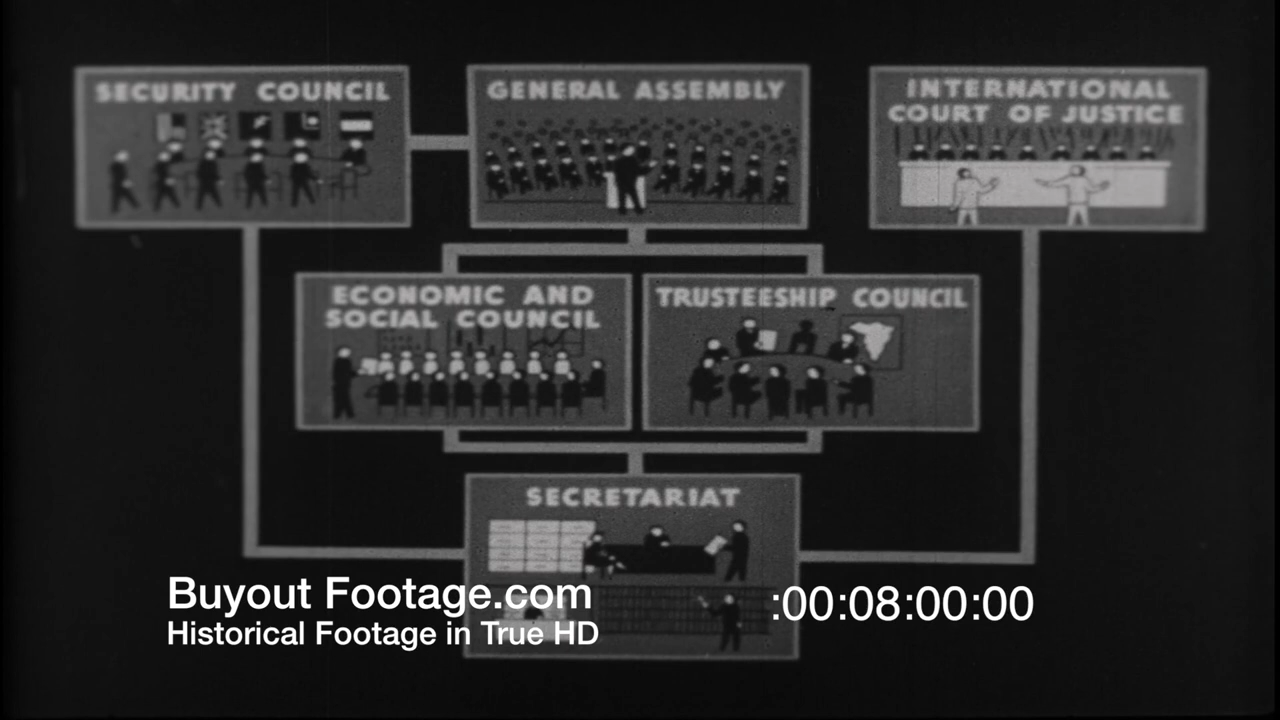 SECURITY COUNCIL
GENERAL ASSEMBLY
INTERNATIONAL
COURT OF JUSTICE
ECONOMIC AND
SOCIAL COUNCIL
TRUSTEESHIP COUNCIL
SECRETARIAT
Buyout Footage.com
Historical Footage in True HD
:00:08:00:00